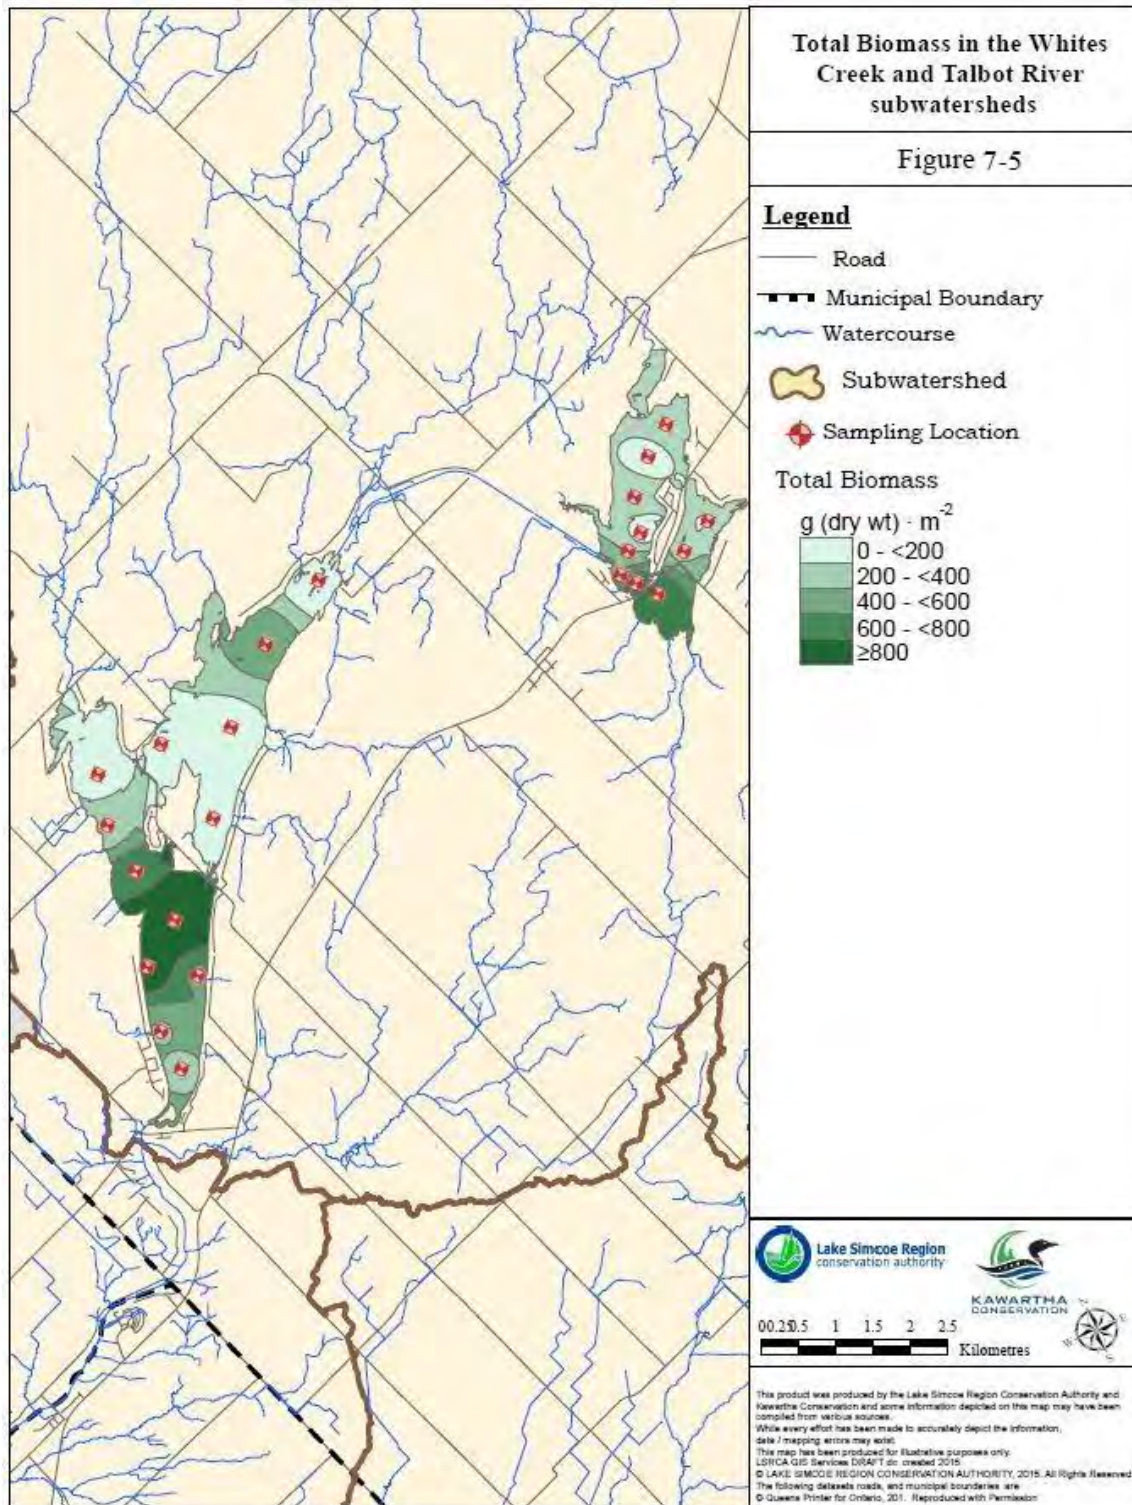 Total Biomass in the Whites
Creek and Talbot River
subwatersheds
Figure 7-5
Legend
Road
Municipal Boundary
Watercourse
Subwatershed
Sampling Location
Total Biomass
g (dry wt) · m-2
0 - <200
200 - <400
400 - <600
600 - <800
≥800
Lake Simcoe Region
conservation authority
KAWARTHA
CONSERVATION
00.250.5 1 1.5 2 2.5
Kilometres
N
E
W
S
This product was produced by the Lake Simcoe Region Conservation Authority and
Kawartha Conservation and some information depicted on this map may have been
compiled from various sources.
While every effort has been made to accurately depict the information,
data / mapping errors may exist.
This map has been produced for illustrative purposes only.
LSRCA GIS Services DRAFT created 2015.
© LAKE SIMCOE REGION CONSERVATION AUTHORITY, 2015. All Rights Reserved.
The following datasets roads, and municipal boundaries are
© Queens Printer for Ontario, 201. Reproduced with Permission